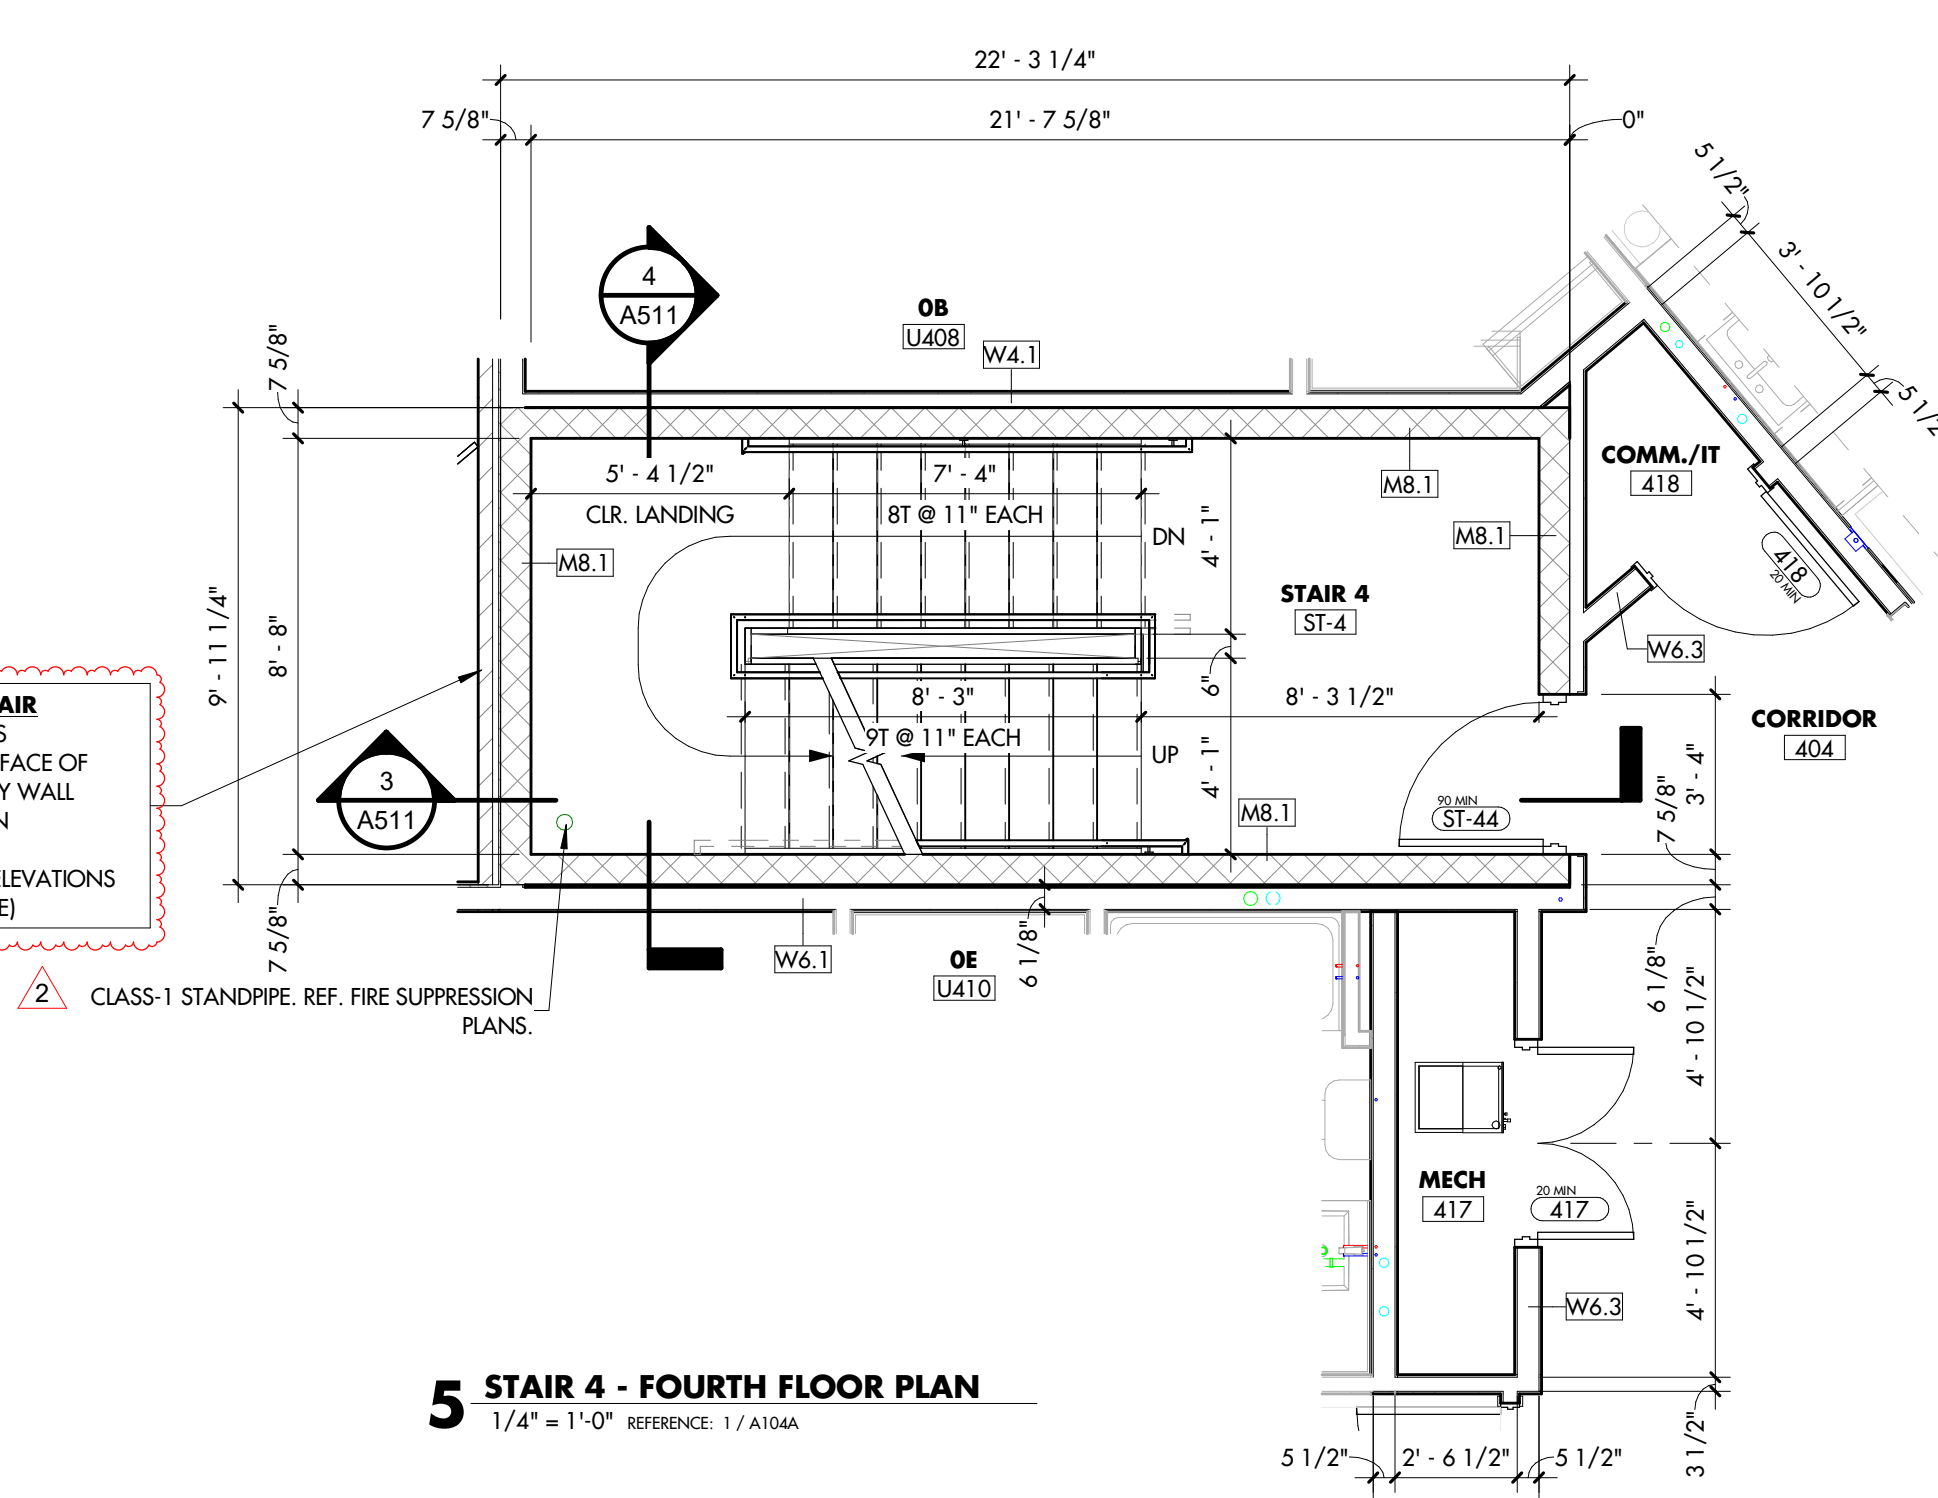 22' - 3 1/4"
7 5/8"
21' - 7 5/8"
0"
5 1/2"
3' - 10 1/2"
5 1/2"
4
A511
0B
U408
W4.1
7 5/8"
5' - 4 1/2"
CLR. LANDING
7' - 4"
8T @ 11" EACH
DN
4' - 1"
M8.1
M8.1
M8.1
COMM./IT
418
418
20 MIN
STAIR 4
ST-4
W6.3
9' - 11 1/4"
8' - 8"
6"
8' - 3"
9T @ 11" EACH
8' - 3 1/2"
UP
4' - 1"
CORRIDOR
404
3' - 4"
AIR
S
FACE OF
Y WALL
N
ELEVATIONS
E)
3
A511
M8.1
90 MIN
ST-44
7 5/8"
7 5/8"
W6.1
0E
U410
6 1/8"
6 1/8"
2
CLASS-1 STANDPIPE. REF. FIRE SUPPRESSION
PLANS.
4' - 10 1/2"
MECH
417
20 MIN
417
4' - 10 1/2"
W6.3
5
STAIR 4 - FOURTH FLOOR PLAN
1/4" = 1'-0"
REFERENCE: 1 / A104A
5 1/2"
2' - 6 1/2"
5 1/2"
3 1/2"